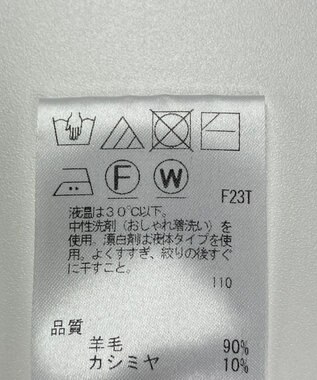 F W
F23T
液温は30℃以下。
中性洗剤（おしゃれ着洗い）を
使用。漂白剤は液体タイプを使
用。よくすすぎ、絞りの後すぐ
に干すこと。
110
品質
羊毛 90%
カシミヤ 10%